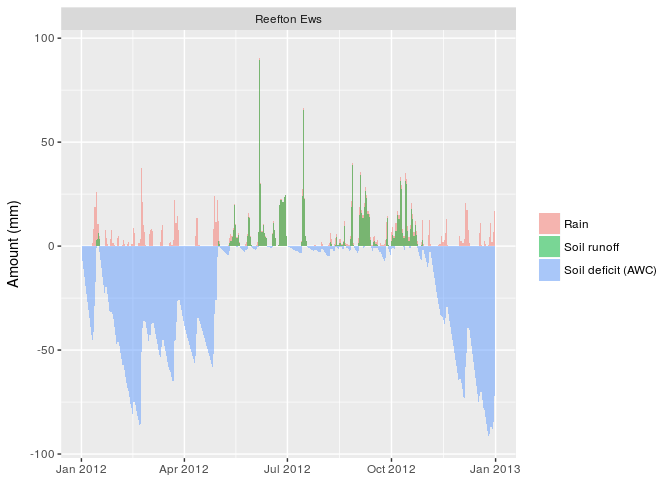 Reefton Ews
100
50
0
-50
-100
Amount (mm)
Jan 2012 Apr 2012 Jul 2012 Oct 2012 Jan 2013
Rain
Soil runoff
Soil deficit (AWC)